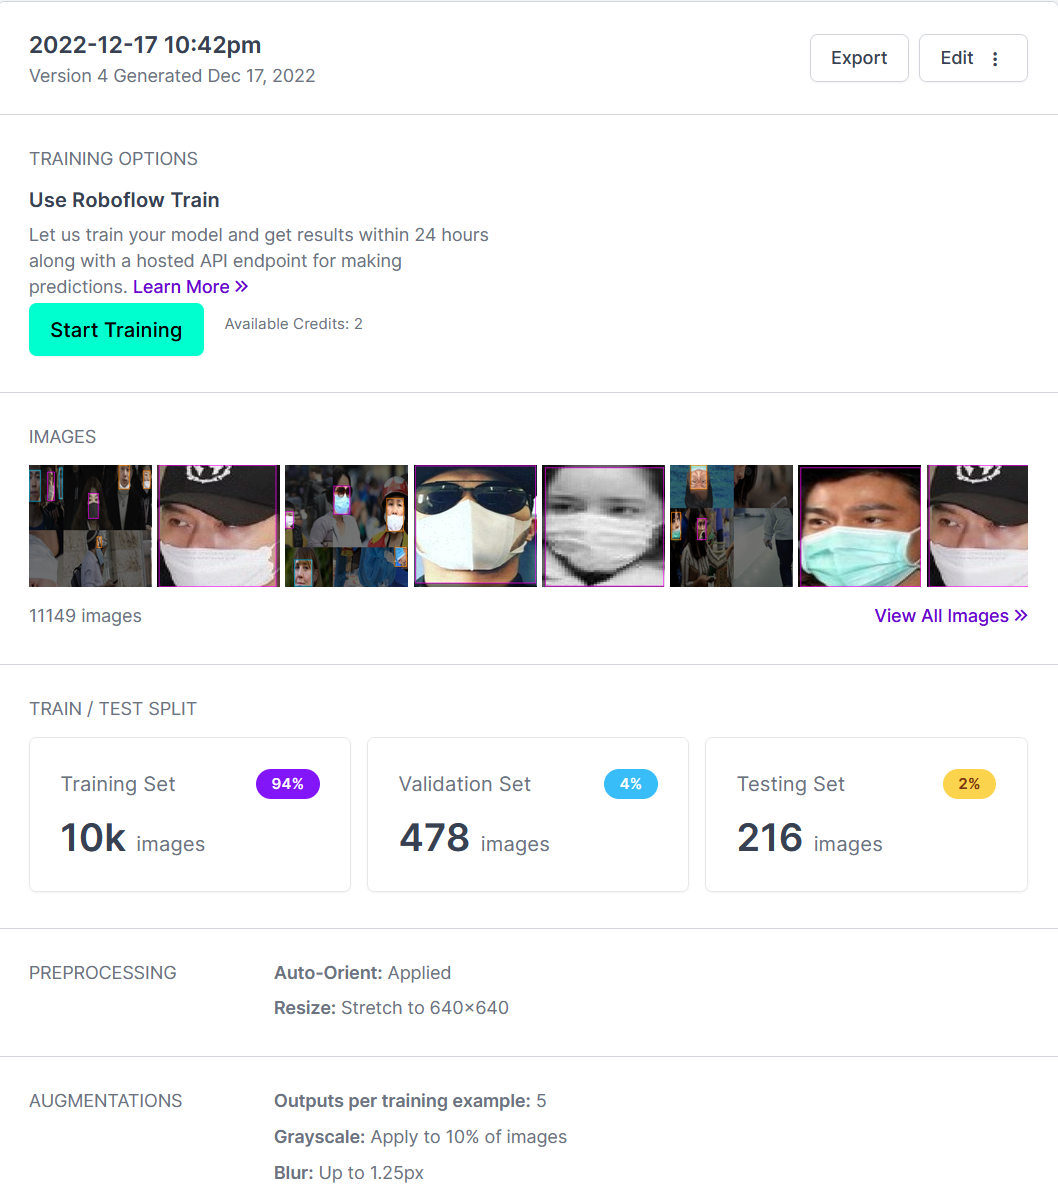 2022-12-17 10:42pm
Version 4 Generated Dec 17, 2022
Export
Edit
TRAINING OPTIONS
Use Roboflow Train
Let us train your model and get results within 24 hours
along with a hosted API endpoint for making
predictions. Learn More »
Start Training
Available Credits: 2
IMAGES
11149 images
View All Images »
TRAIN / TEST SPLIT
Training Set
94%
10k images
Validation Set
4%
478 images
Testing Set
2%
216 images
PREPROCESSING
Auto-Orient: Applied
Resize: Stretch to 640×640
AUGMENTATIONS
Outputs per training example: 5
Grayscale: Apply to 10% of images
Blur: Up to 1.25px